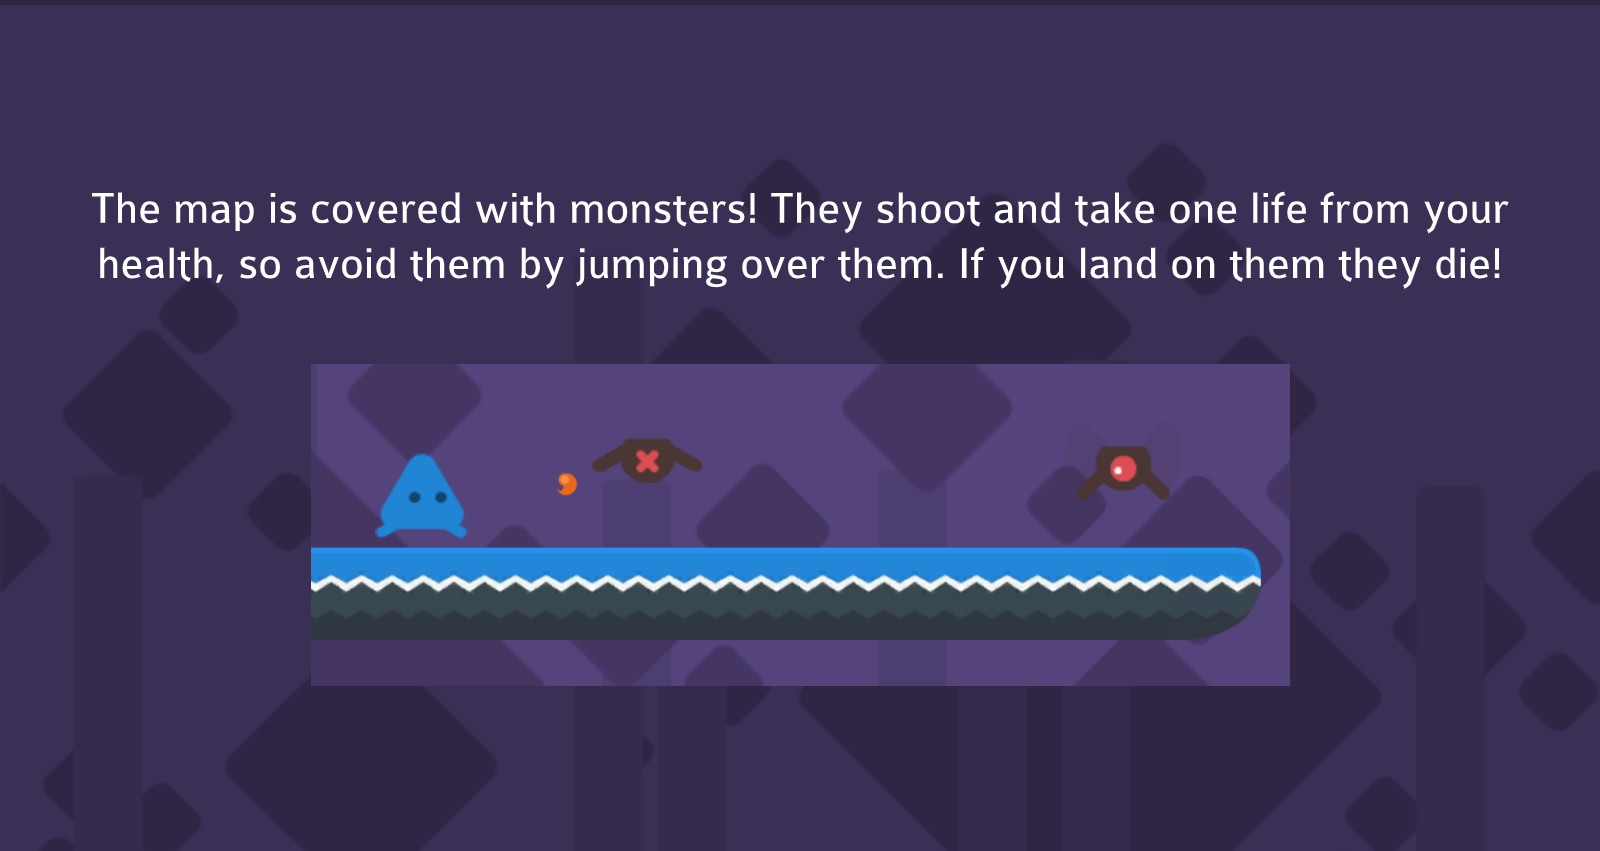 The map is covered with monsters! They shoot and take one life from your
health, so avoid them by jumping over them. If you land on them they die!